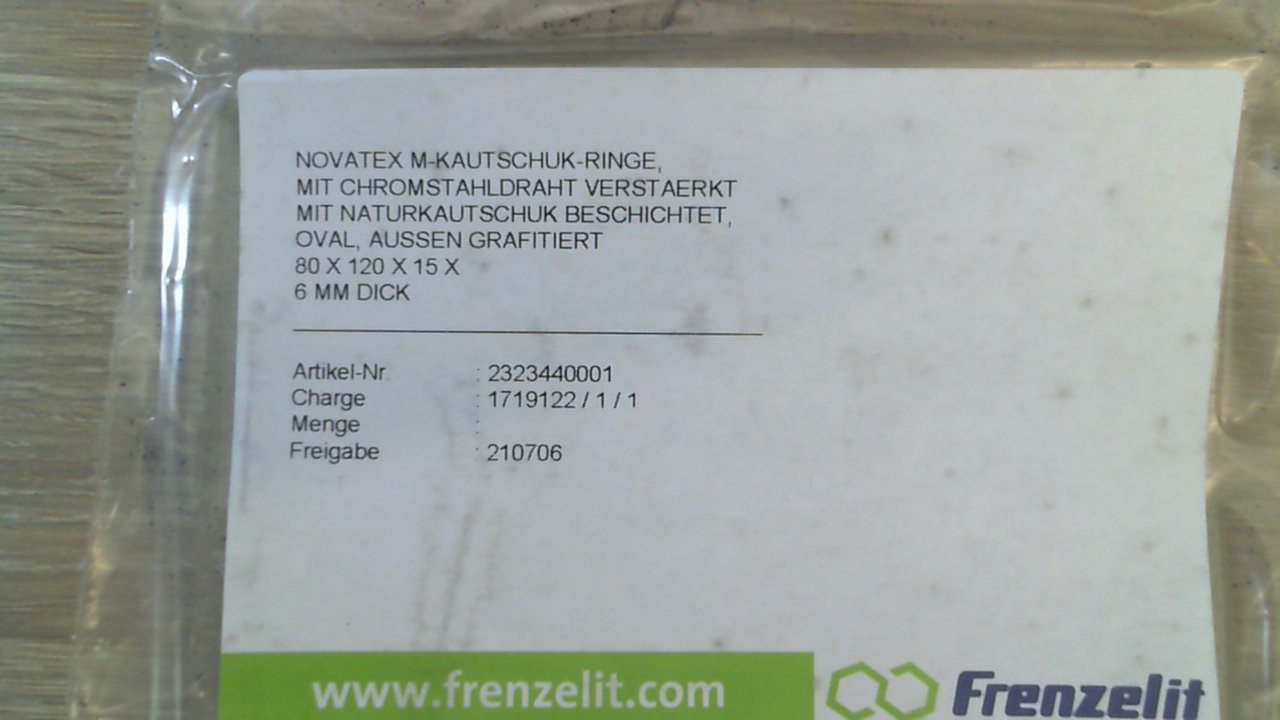 NOVATEX M-KAUTSCHUK-RINGE,
MIT CHROMSTAHLDRAHT VERSTAERKT
MIT NATURKAUTSCHUK BESCHICHTET,
OVAL, AUSSEN GRAFITIERT
80 X 120 X 15 X
6 MM DICK
Artikel-Nr. : 2323440001
Charge : 1719122 / 1 / 1
Menge :
Freigabe : 210706
www.frenzelit.com
Frenzelit